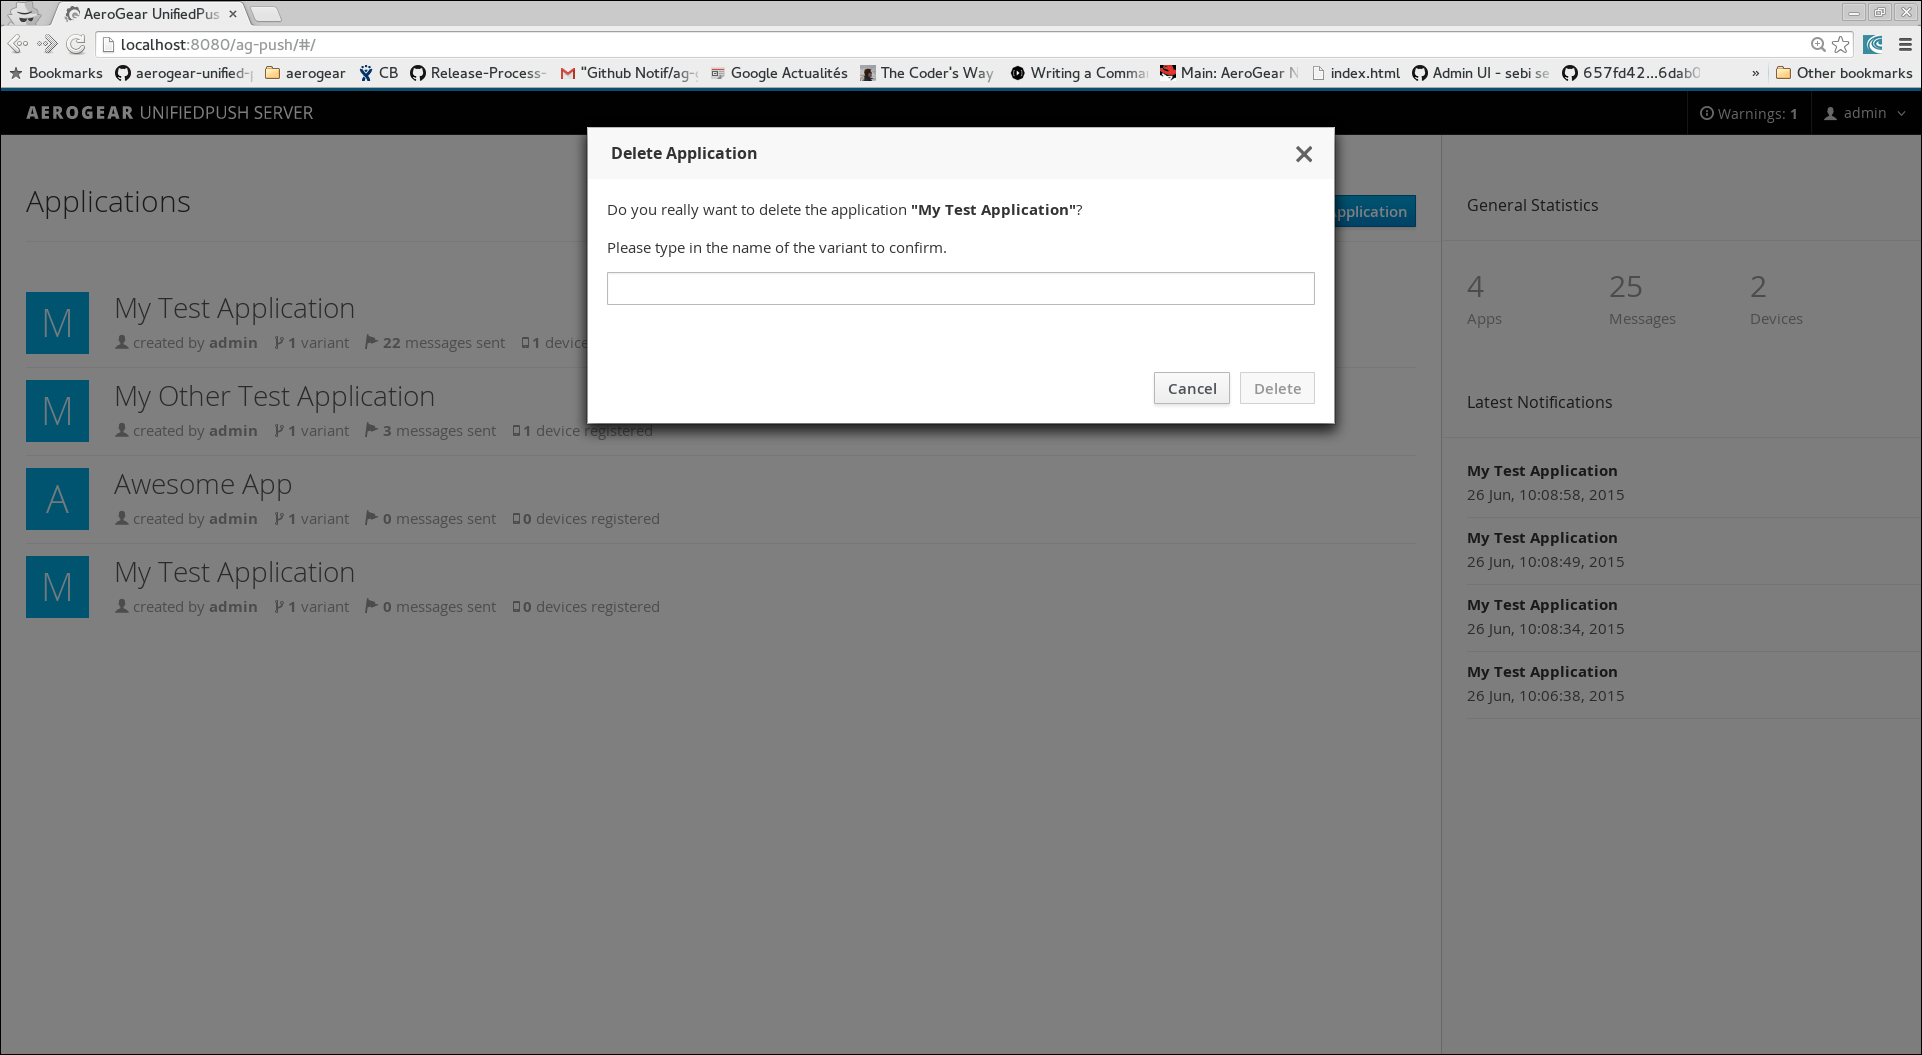 AeroGear UnifiedPus
localhost:8080/ag-push/#/
Bookmarks aerogear-unified- aerogear CB Release-Process- "Github Notif/ag- Google Actualités The Coder's Way Writing a Comma Main: AeroGear N index.html Admin UI - sebi se 657fd42...6dab0 » Other bookmarks
AEROGEAR UNIFIEDPUSH SERVER
Warnings: 1
admin
Delete Application
Do you really want to delete the application "My Test Application"?
Please type in the name of the variant to confirm.
Cancel
Delete
Applications
pplication
M
My Test Application
created by admin 1 variant 22 messages sent 1 device
M
My Other Test Application
created by admin 1 variant 3 messages sent 1 device registered
A
Awesome App
created by admin 1 variant 0 messages sent 0 devices registered
M
My Test Application
created by admin 1 variant 0 messages sent 0 devices registered
General Statistics
4 25 2
Apps Messages Devices
Latest Notifications
My Test Application
26 Jun, 10:08:58, 2015
My Test Application
26 Jun, 10:08:49, 2015
My Test Application
26 Jun, 10:08:34, 2015
My Test Application
26 Jun, 10:06:38, 2015